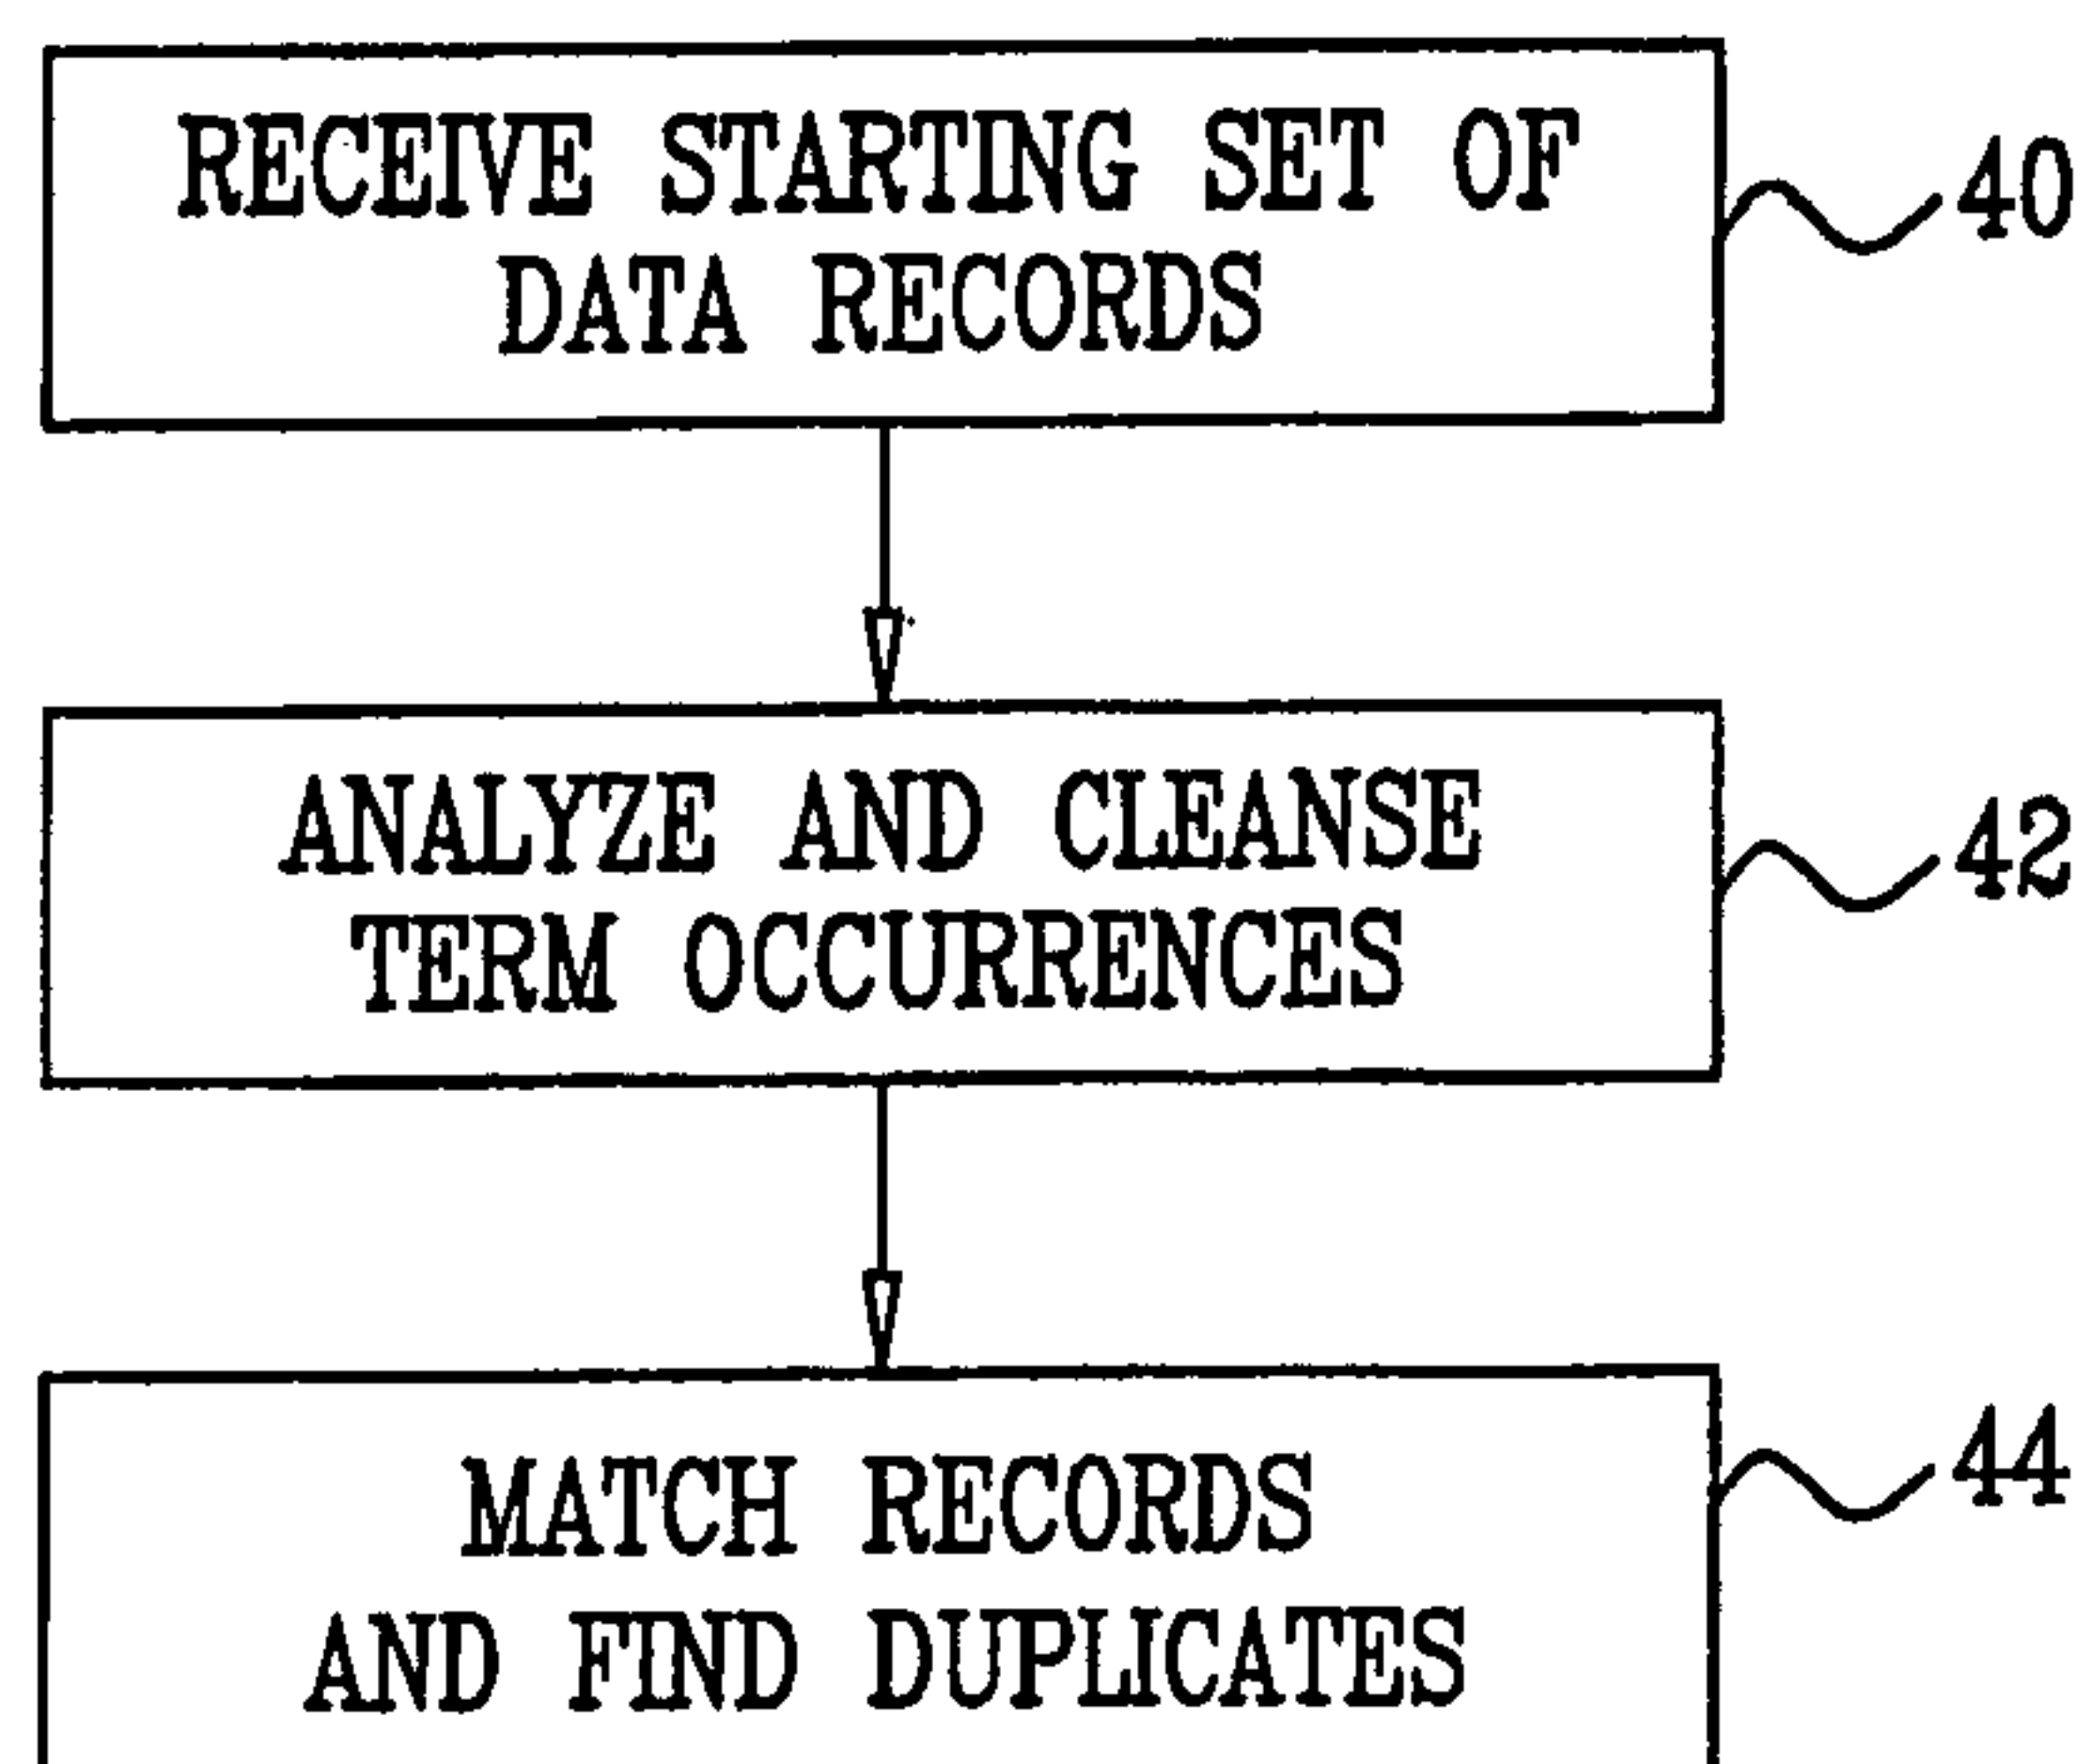 RECEIVE STARTING SET OF
DATA RECORDS
40
ANALYZE AND CLEANSE
TERM OCCURRENCES
42
MATCH RECORDS
AND FIND DUPLICATES
44